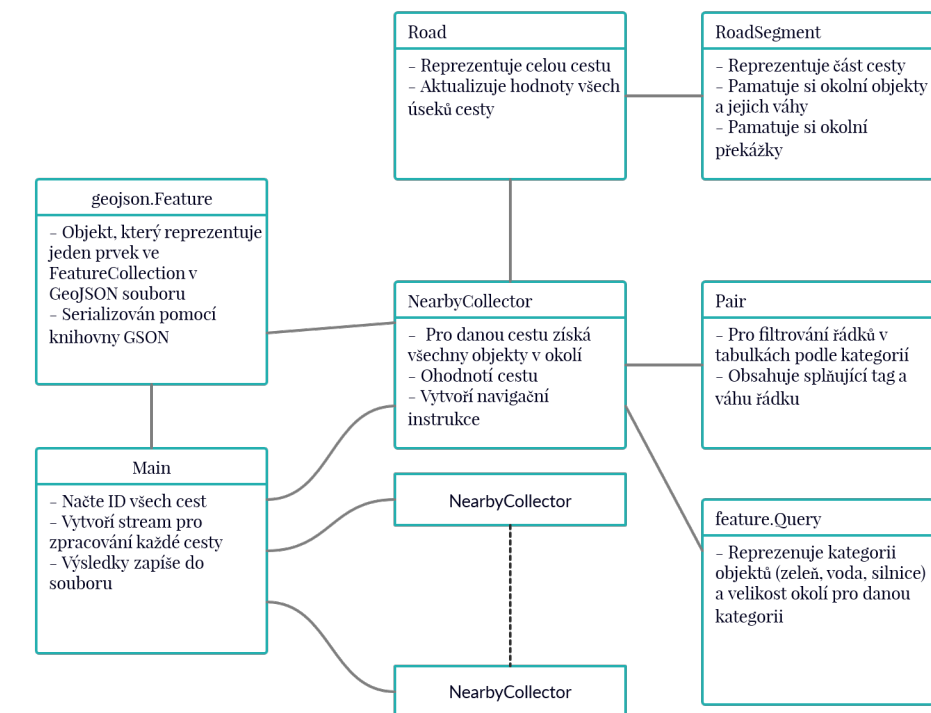 Road
- Reprezentuje celou cestu
- Aktualizuje hodnoty všech
úseků cesty
RoadSegment
- Reprezentuje část cesty
- Pamatuje si okolní objekty
a jejich váhy
- Pamatuje si okolní
překážky
geojson.Feature
- Objekt, který reprezentuje
jeden prvek ve
FeatureCollection v
GeoJSON souboru
- Serializován pomocí
knihovny GSON
NearbyCollector
- Pro danou cestu získá
všechny objekty v okolí
- Ohodnotí cestu
- Vytvoří navigační
instrukce
Pair
- Pro filtrování řádků v
tabulkách podle kategorií
- Obsahuje splňující tag a
váhu řádku
Main
- Načte ID všech cest
- Vytvoří stream pro
zpracování každé cesty
- Výsledky zapíše do
souboru
NearbyCollector
feature.Query
- Reprezenuje kategorii
objektů (zeleň, voda, silnice)
a velikost okolí pro danou
kategorii
NearbyCollector